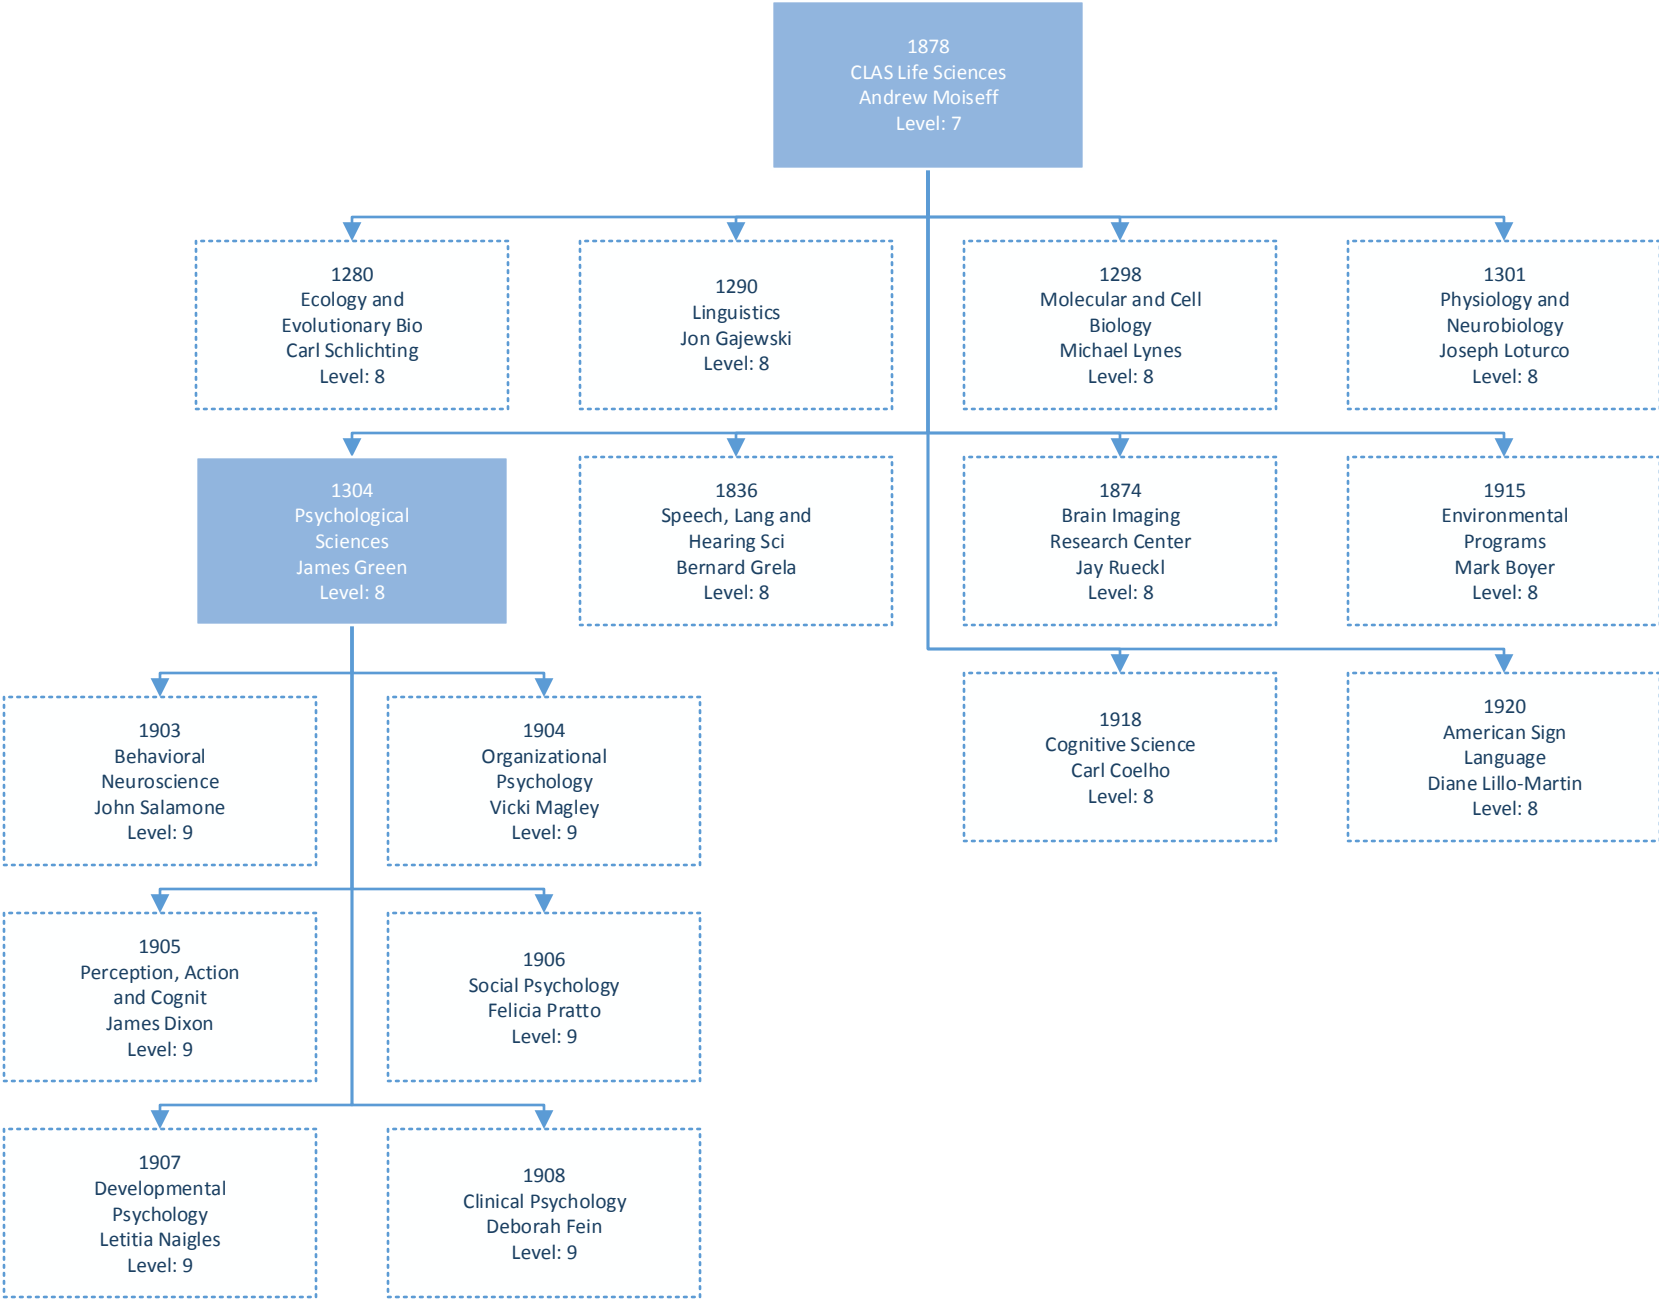 1878
CLAS Life Sciences
Andrew Moiseff
Level: 7
1280
Ecology and
Evolutionary Bio
Carl Schlichting
Level: 8
1290
Linguistics
Jon Gajewski
Level: 8
1298
Molecular and Cell
Biology
Michael Lynes
Level: 8
1301
Physiology and
Neurobiology
Joseph Loturco
Level: 8
1304
Psychological
Sciences
James Green
Level: 8
1836
Speech, Lang and
Hearing Sci
Bernard Grela
Level: 8
1874
Brain Imaging
Research Center
Jay Rueckl
Level: 8
1915
Environmental
Programs
Mark Boyer
Level: 8
1903
Behavioral
Neuroscience
John Salamone
Level: 9
1904
Organizational
Psychology
Vicki Magley
Level: 9
1918
Cognitive Science
Carl Coelho
Level: 8
1920
American Sign
Language
Diane Lillo-Martin
Level: 8
1905
Perception, Action
and Cognit
James Dixon
Level: 9
1906
Social Psychology
Felicia Pratto
Level: 9
1907
Developmental
Psychology
Letitia Naigles
Level: 9
1908
Clinical Psychology
Deborah Fein
Level: 9